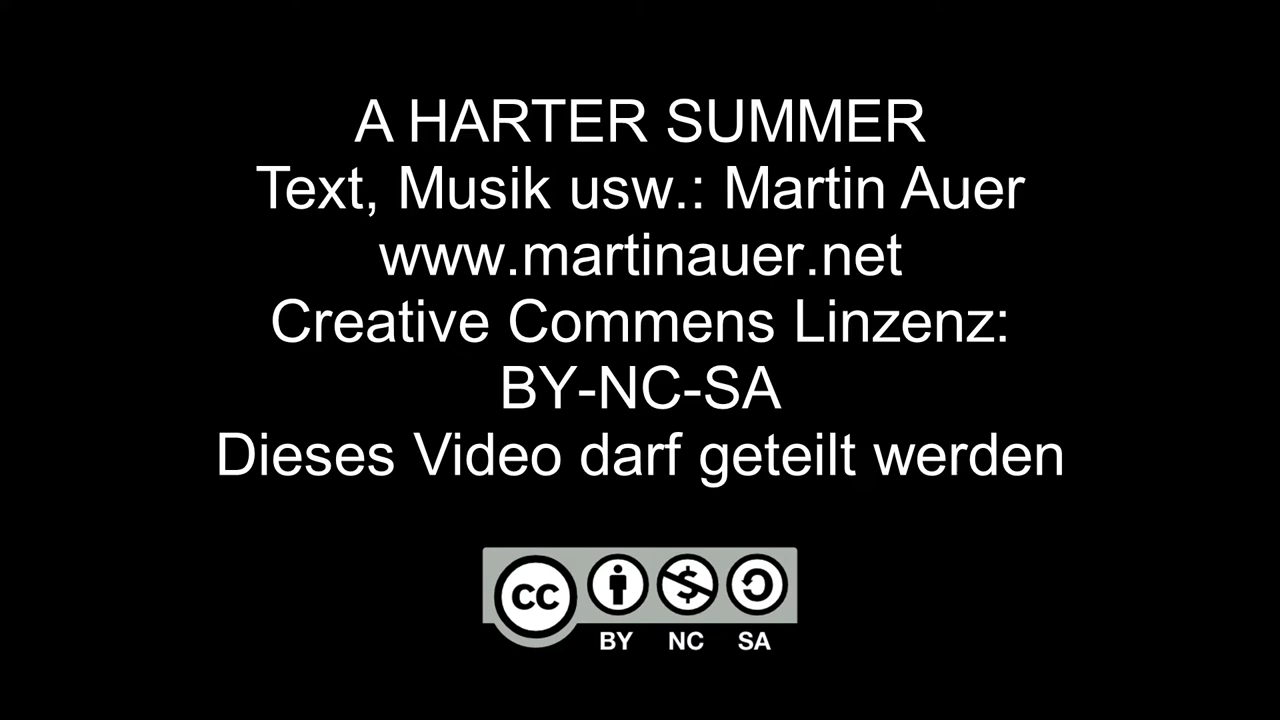 A HARTER SUMMER
Text, Musik usw.: Martin Auer
www.martinauer.net
Creative Commens Linzenz:
BY-NC-SA
Dieses Video darf geteilt werden
cc
BY NC SA